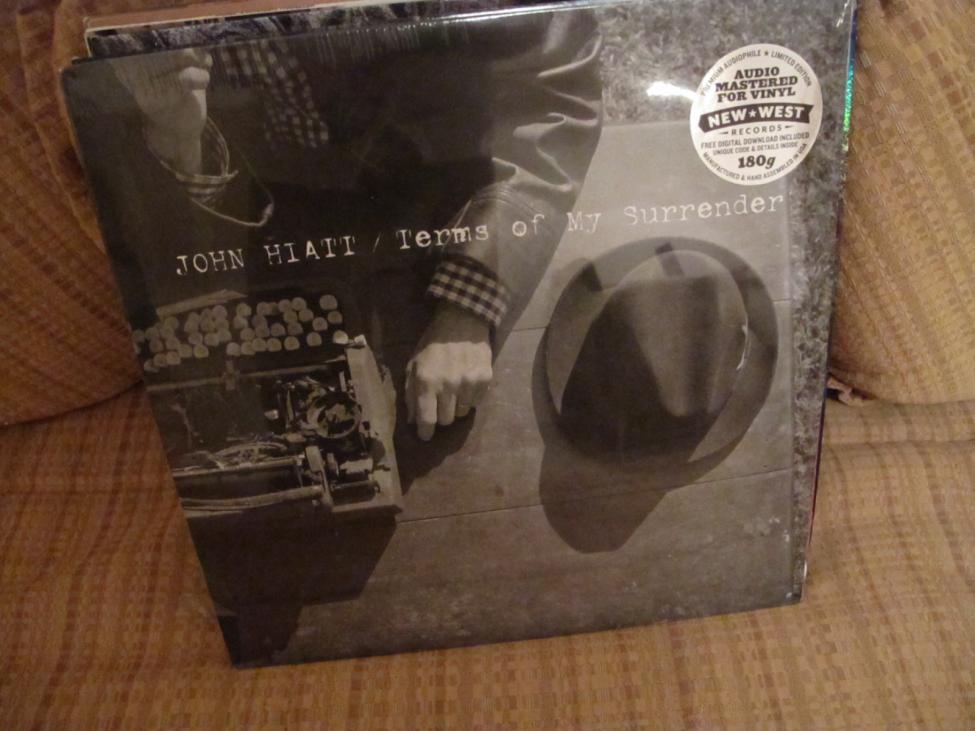 PREMIUM AUDIOPHILE ★ LIMITED EDITION
AUDIO
MASTERED
FOR VINYL
NEW★WEST
RECORDS
FREE DIGITAL DOWNLOAD INCLUDED
UNIQUE CODE & DETAILS INSIDE
180g
MANUFACTURED & HAND ASSEMBLED IN USA
JOHN HIATT / Terms of My Surrender